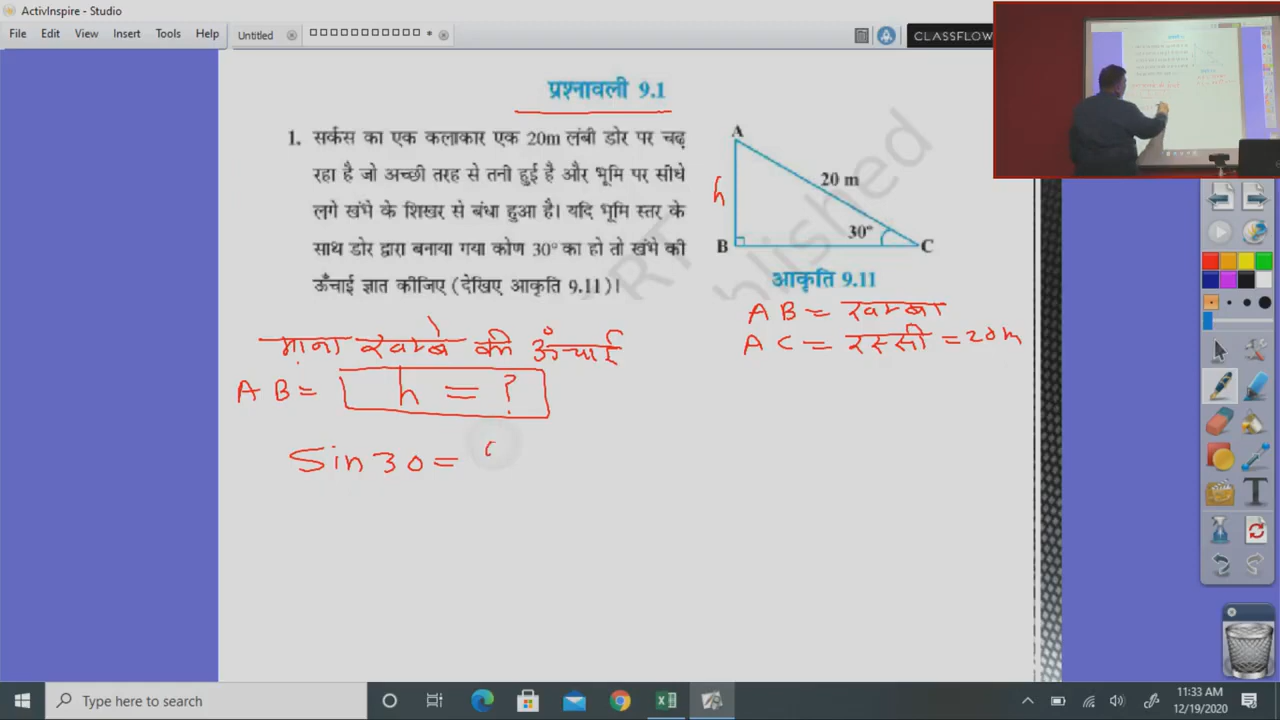 ActivInspire - Studio
File Edit View Insert Tools Help Untitled CLASSFLOW
प्रश्नावली 9.1
1. सर्कस का एक कलाकार एक 20m लंबी डोर पर चढ़
रहा है जो अच्छी तरह से तनी हुई है और भूमि पर सीधे
लगे खंभे के शिखर से बंधा हुआ है। यदि भूमि स्तर के
साथ डोर द्वारा बनाया गया कोण 30° का हो तो खंभे की
ऊँचाई ज्ञात कीजिए (देखिए आकृति 9.11)।
A
20 m
h
30°
B
C
आकृति 9.11
AB = खम्बा
AC = रस्सी = 20m
माना खम्बे की ऊँचाई
AB = h = ?
Sin 30 =
Type here to search
11:33 AM
12/19/2020